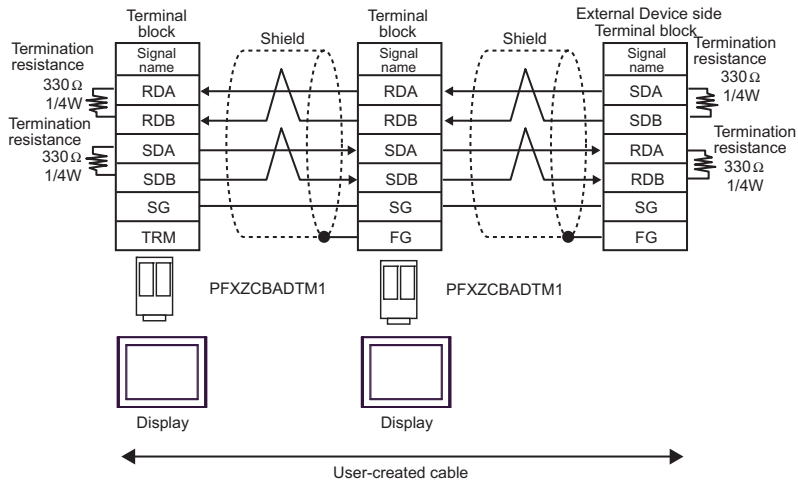 Terminal
block
Terminal
block
External Device side
Terminal block
Termination
resistance
330Ω
1/4W
Termination
resistance
330Ω
1/4W
Signal
name
RDA
RDB
SDA
SDB
SG
TRM
Shield
Signal
name
RDA
RDB
SDA
SDB
SG
FG
Shield
Signal
name
SDA
SDB
RDA
RDB
SG
FG
Termination
resistance
330Ω
1/4W
Termination
resistance
330Ω
1/4W
PFXZCBADTM1
PFXZCBADTM1
Display
Display
User-created cable